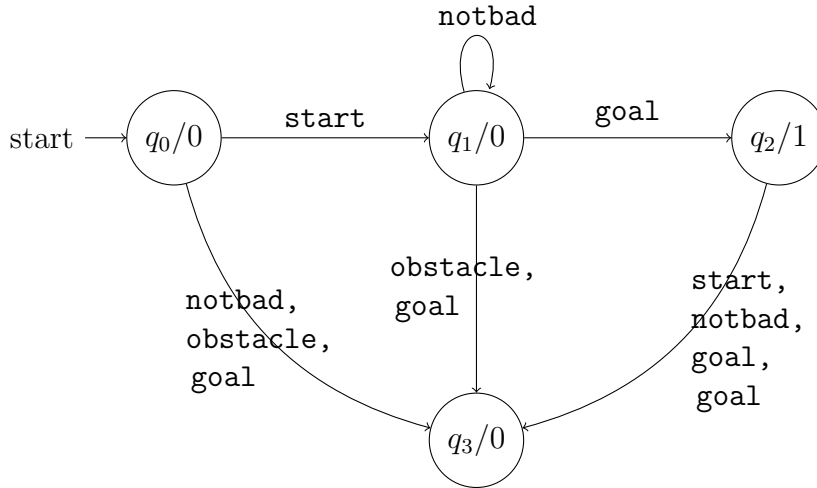 notbad
start
goal
start
q0/0
q1/0
q2/1
obstacle,
goal
start,
notbad,
goal,
goal
notbad,
obstacle,
goal
q3/0